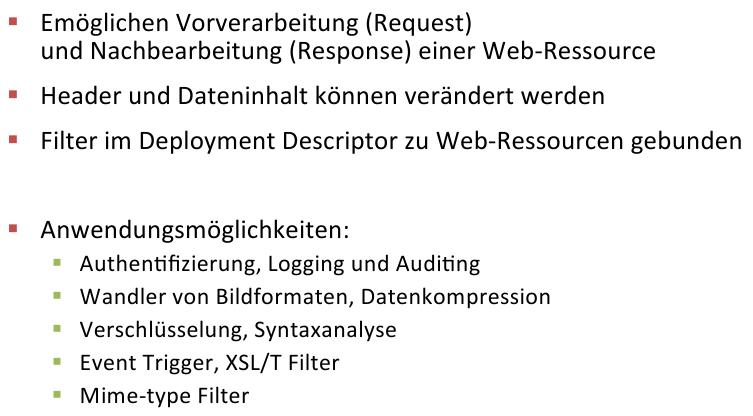 Emöglichen Vorverarbeitung (Request)
und Nachbearbeitung (Response) einer Web-Ressource
Header und Dateninhalt können verändert werden
Filter im Deployment Descriptor zu Web-Ressourcen gebunden
Anwendungsmöglichkeiten:
Authentifizierung, Logging und Auditing
Wandler von Bildformaten, Datenkompression
Verschlüsselung, Syntaxanalyse
Event Trigger, XSL/T Filter
Mime-type Filter